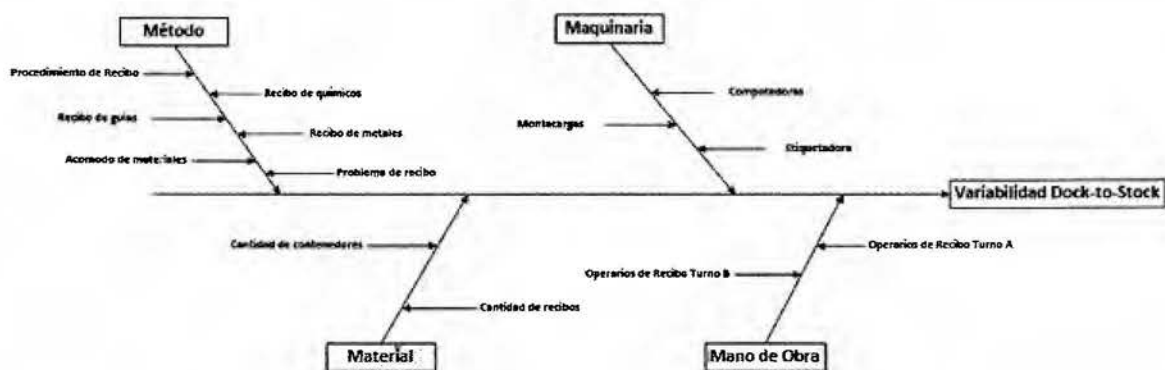 Método
Maquinaria
Procedimiento de Recibo
Recibo de químicos
Recibo de guías
Recibo de metales
Acomodo de materiales
Problema de recibo
Computadoras
Montacargas
Etiquetadora
Variabilidad Dock-to-Stock
Cantidad de contenedores
Cantidad de recibos
Operarios de Recibo Turno A
Operarios de Recibo Turno B
Material
Mano de Obra